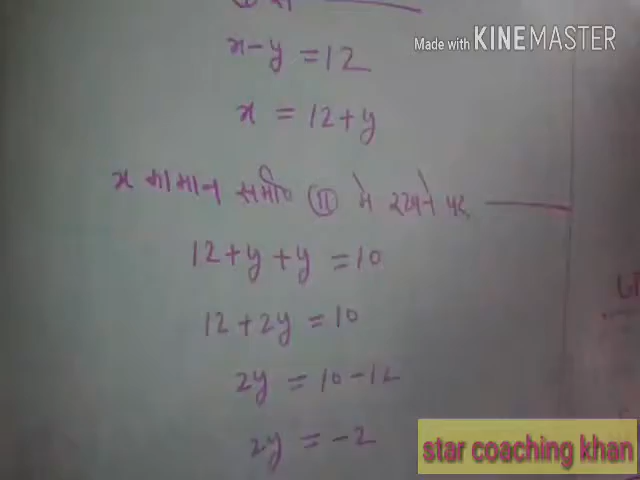 Made with KINEMASTER
x - y = 12
x = 12 + y
x का मान समी० (II) में रखने पर
12 + y + y = 10
12 + 2y = 10
2y = 10 - 12
2y = -2
star coaching khan